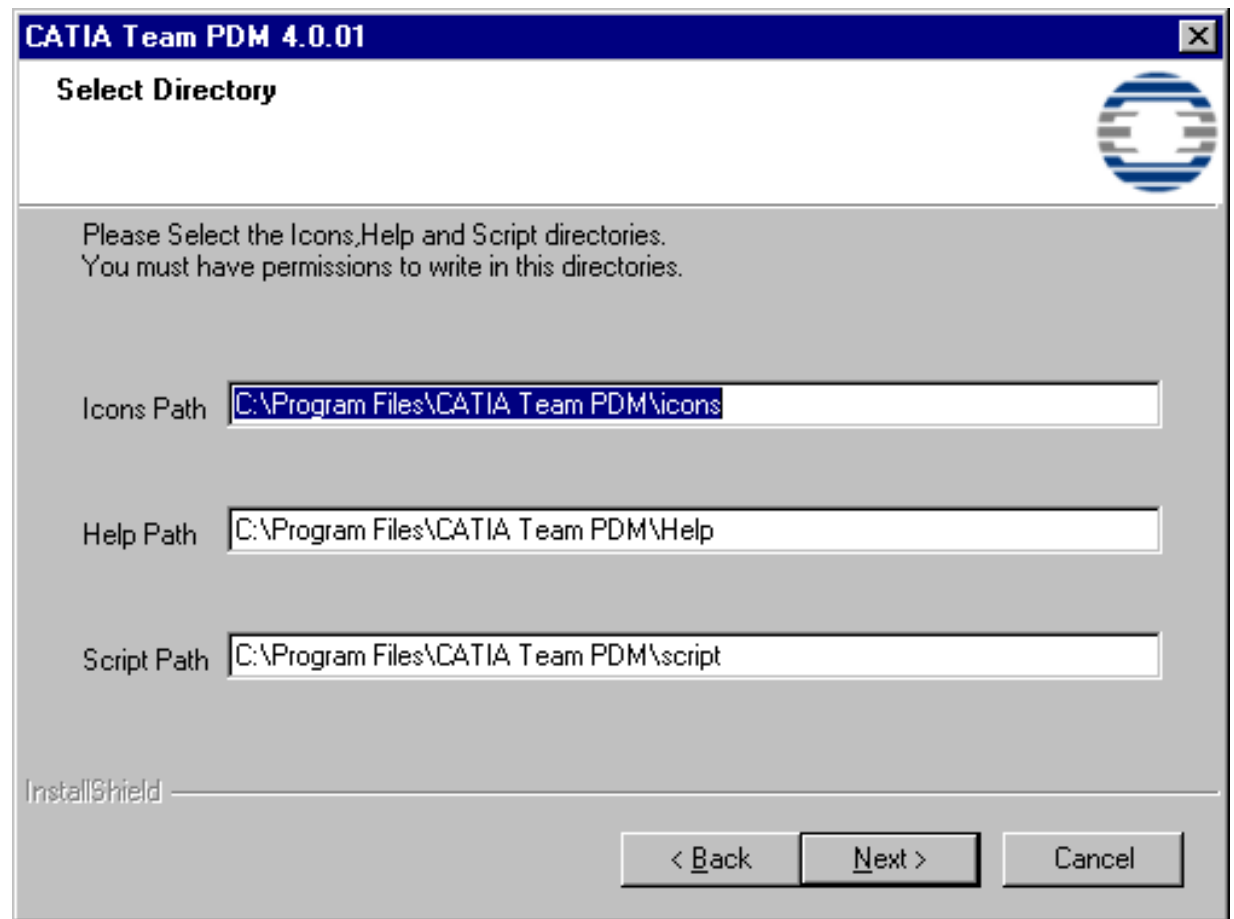 CATIA Team PDM 4.0.01
Select Directory
Please Select the Icons,Help and Script directories.
You must have permissions to write in this directories.
Icons Path C:\Program Files\CATIA Team PDM\icons
Help Path C:\Program Files\CATIA Team PDM\Help
Script Path C:\Program Files\CATIA Team PDM\script
InstallShield
< Back Next > Cancel